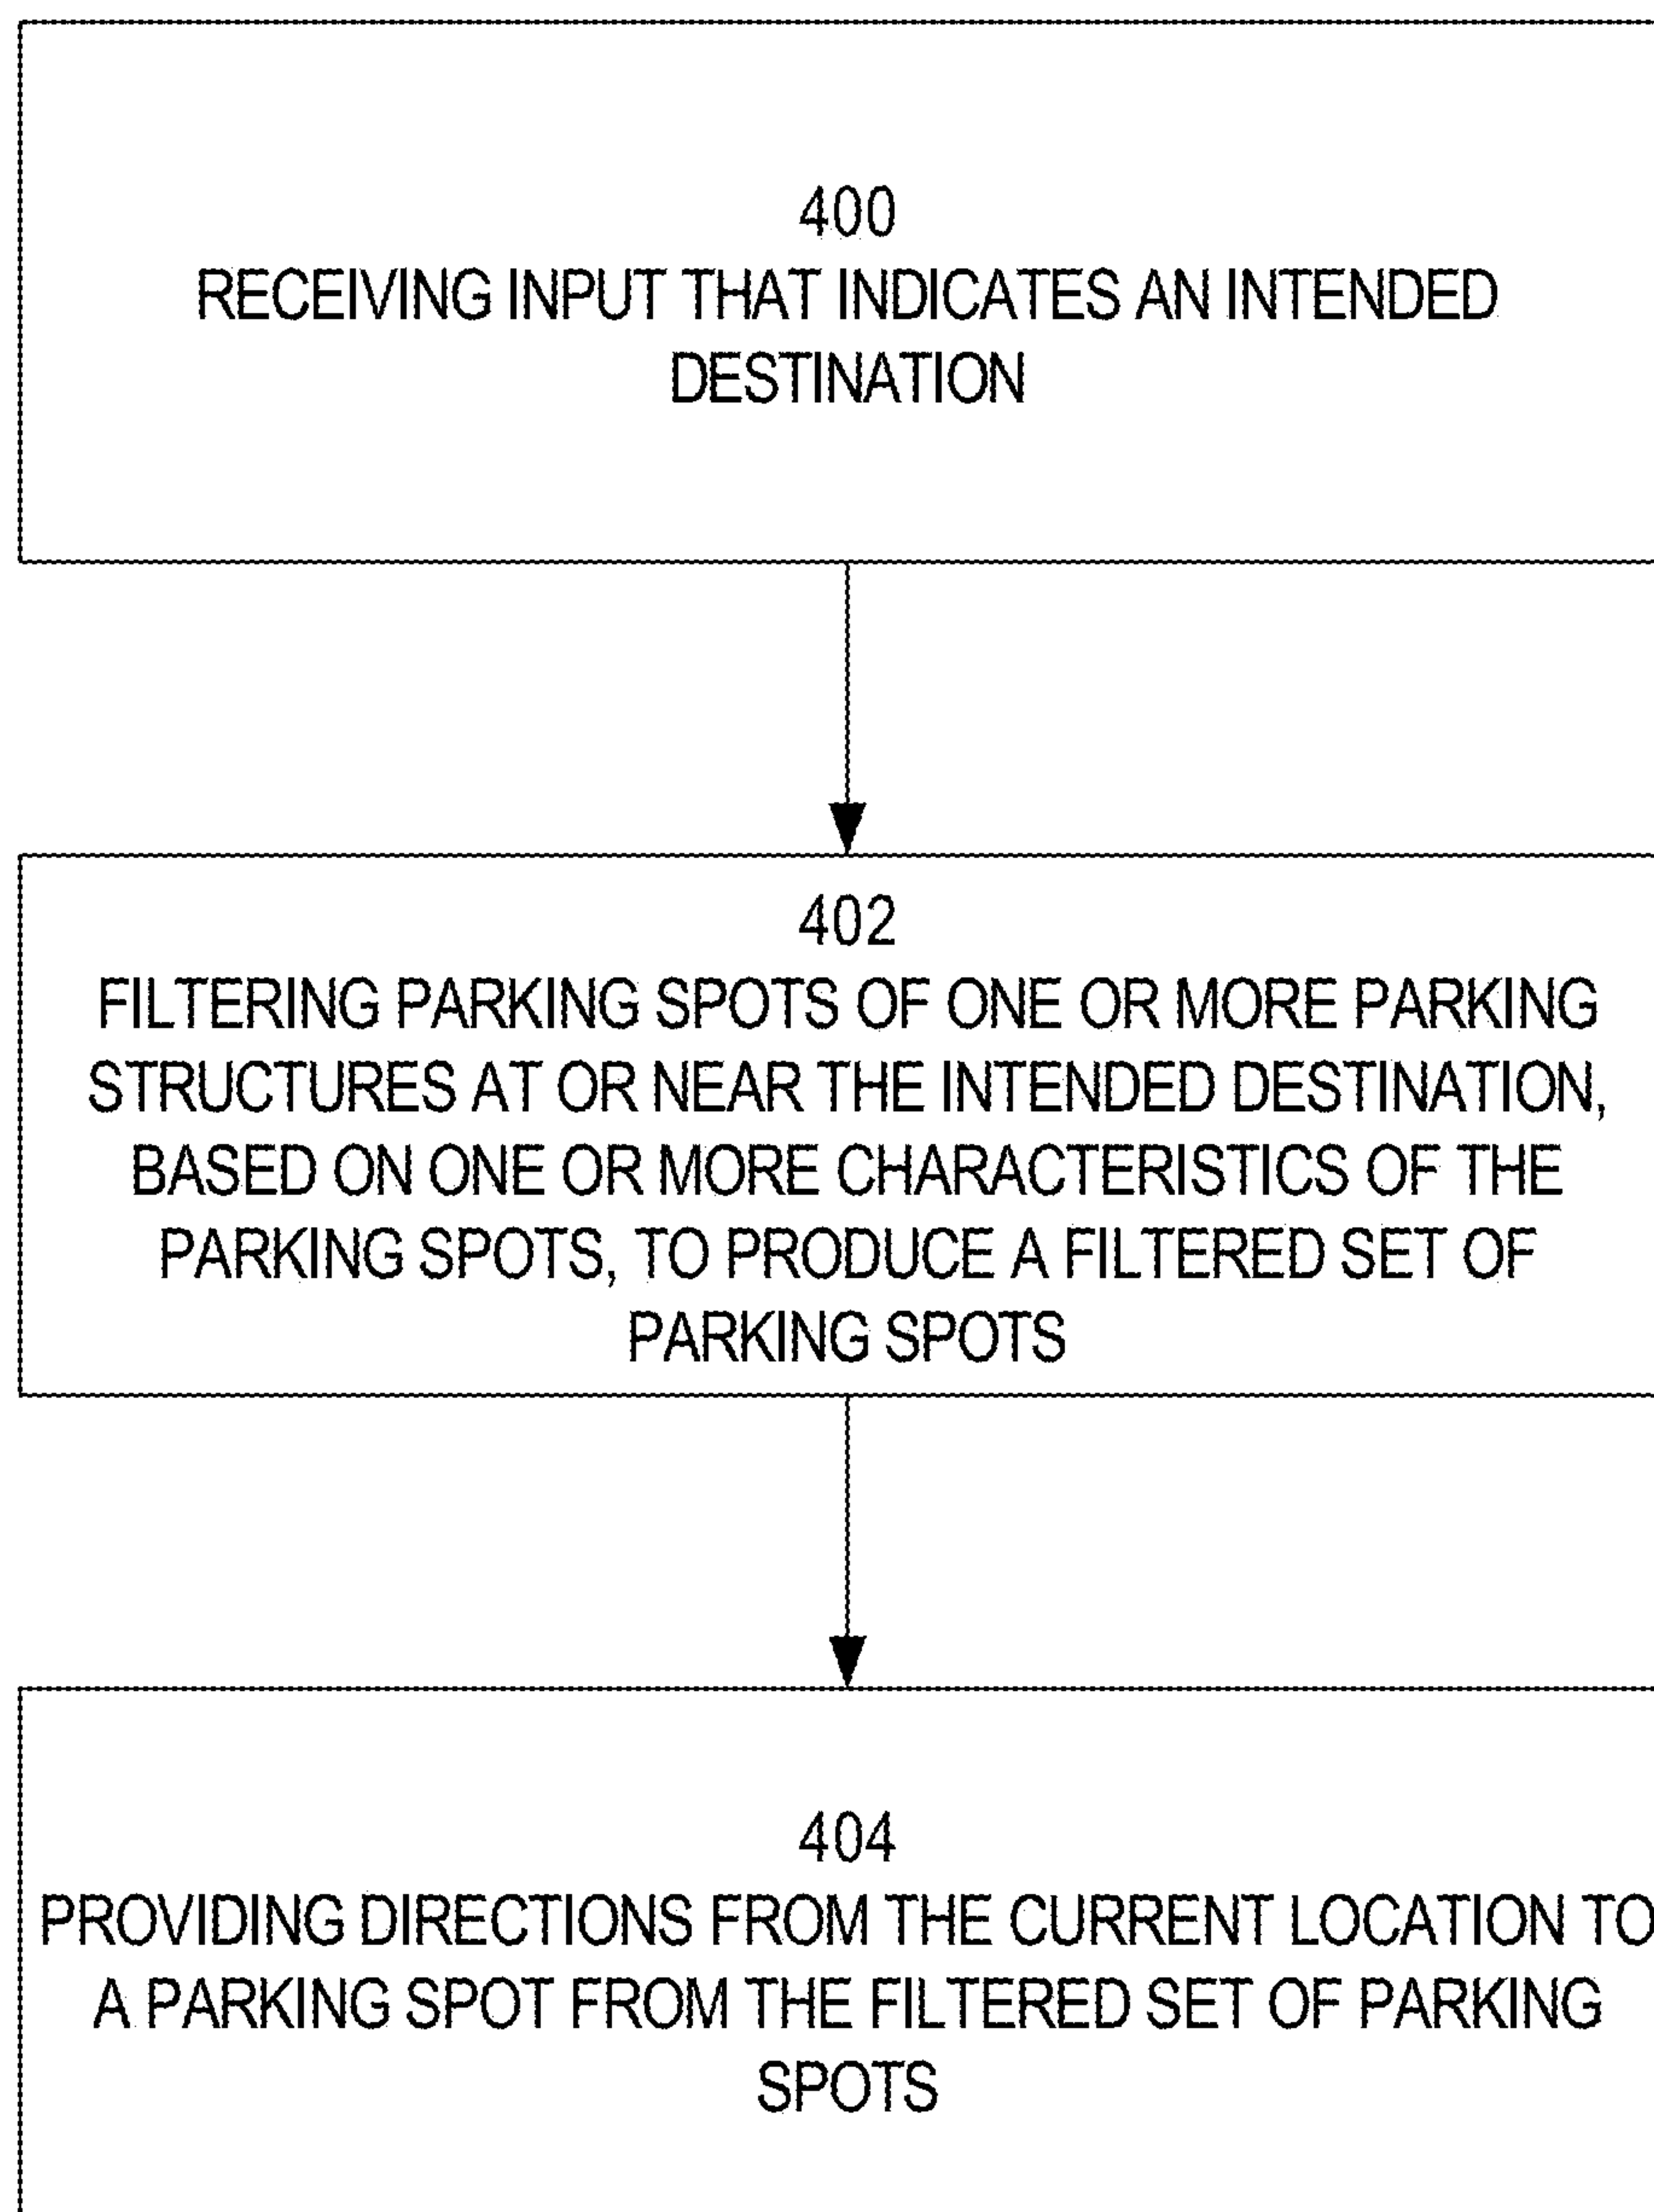 400
RECEIVING INPUT THAT INDICATES AN INTENDED
DESTINATION
402
FILTERING PARKING SPOTS OF ONE OR MORE PARKING
STRUCTURES AT OR NEAR THE INTENDED DESTINATION,
BASED ON ONE OR MORE CHARACTERISTICS OF THE
PARKING SPOTS, TO PRODUCE A FILTERED SET OF
PARKING SPOTS
404
PROVIDING DIRECTIONS FROM THE CURRENT LOCATION TO
A PARKING SPOT FROM THE FILTERED SET OF PARKING
SPOTS